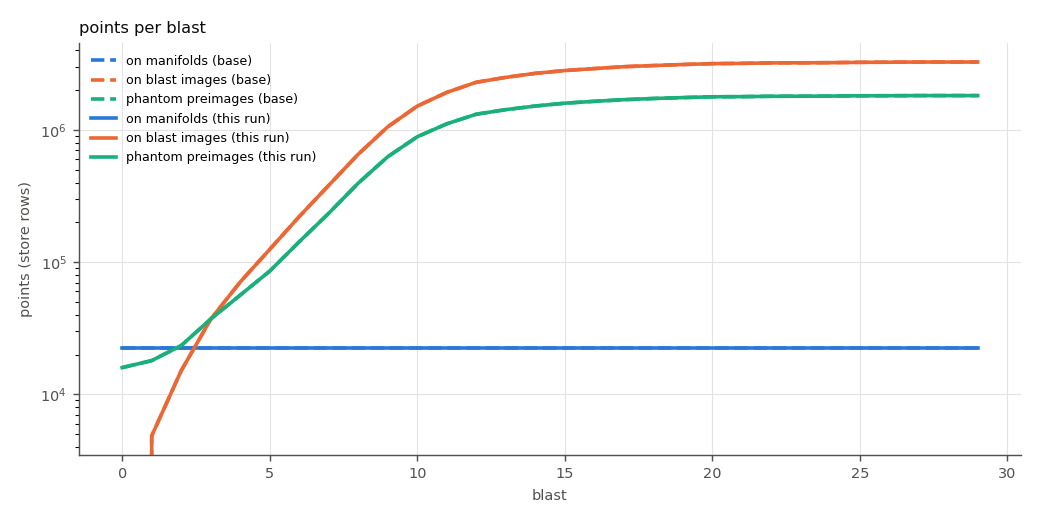 points per blast
on manifolds (base)
on blast images (base)
phantom preimages (base)
on manifolds (this run)
on blast images (this run)
phantom preimages (this run)
points (store rows)
10⁶
10⁵
10⁴
0 5 10 15 20 25 30
blast